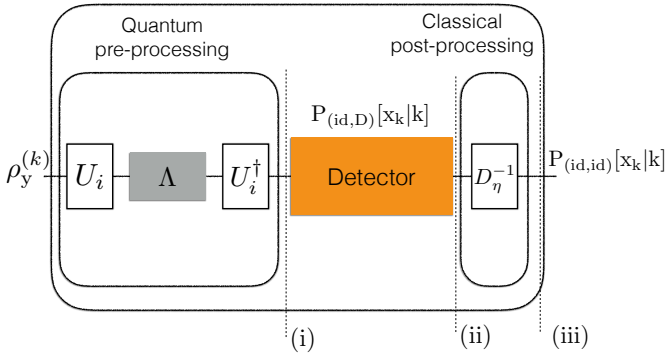 Quantum
pre-processing
Classical
post-processing
P_{(id,D)}[x_k|k]
ρ_y^{(k)}
U_i
Λ
U_i^†
Detector
D_η^{-1}
P_{(id,id)}[x_k|k]
(i)
(ii)
(iii)